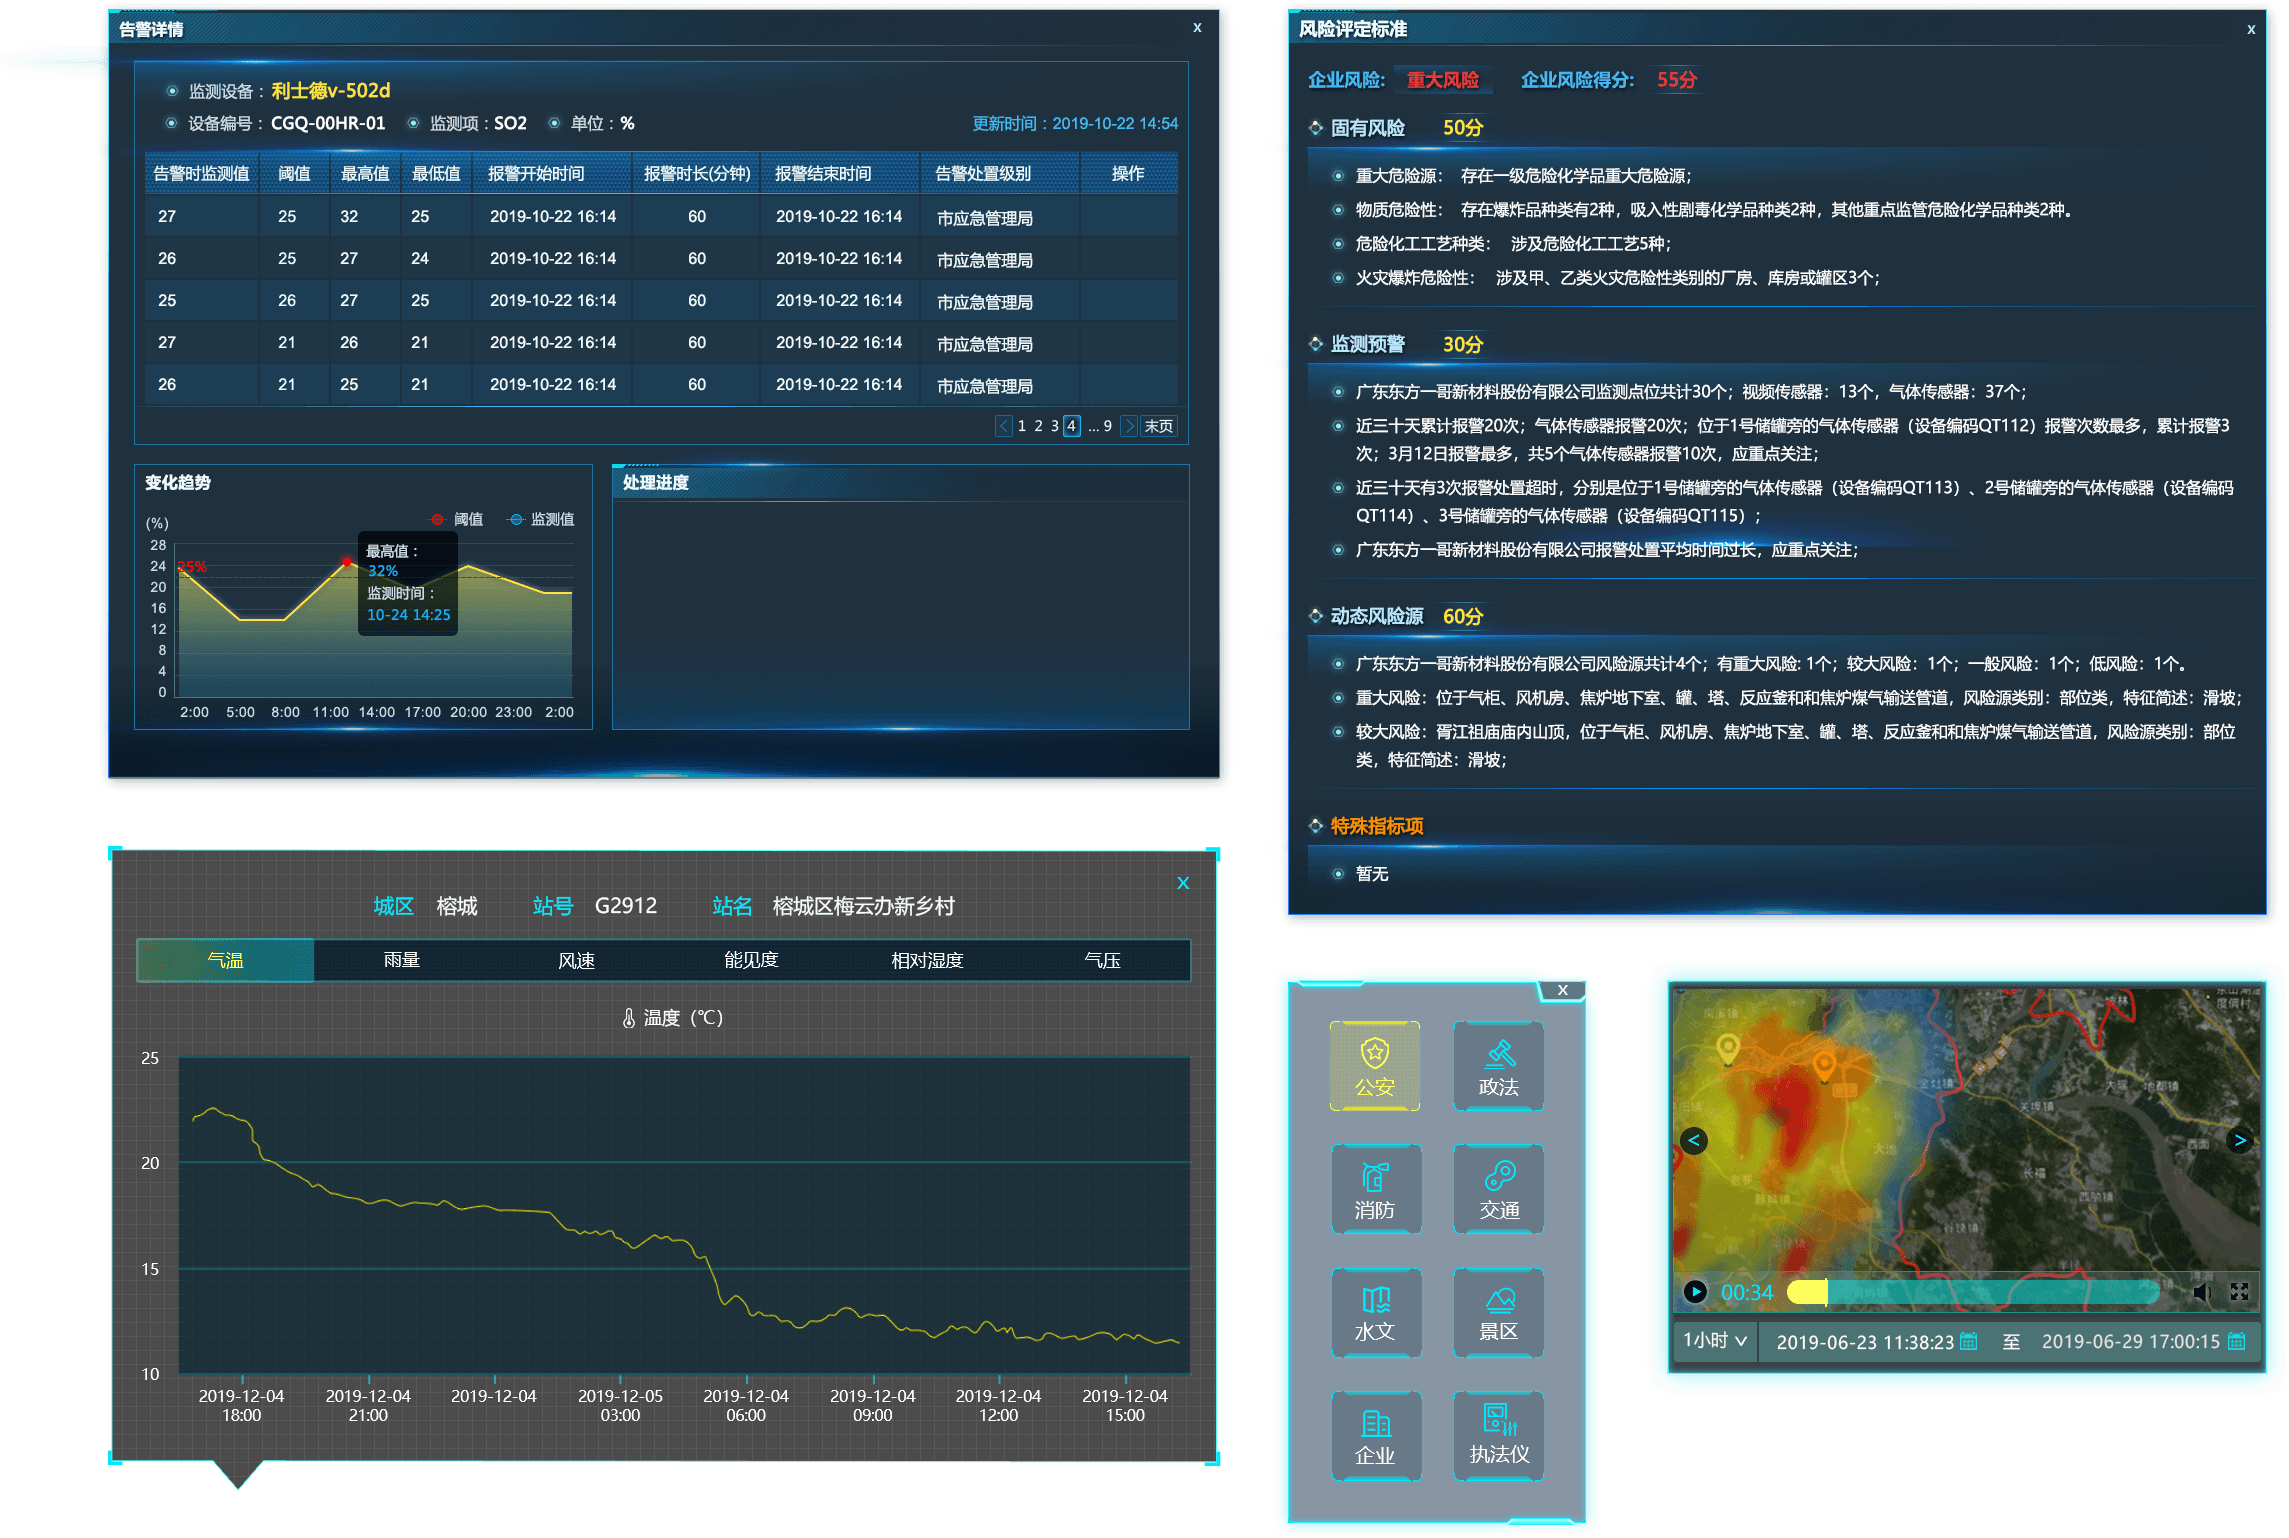 告警详情
x
监测设备：利士德v-502d
设备编号：CGQ-00HR-01 监测项：SO2 单位：%
更新时间：2019-10-22 14:54
告警时监测值 阈值 最高值 最低值 报警开始时间 报警时长(分钟) 报警结束时间 告警处置级别 操作
27 25 32 25 2019-10-22 16:14 60 2019-10-22 16:14 市应急管理局
26 25 27 24 2019-10-22 16:14 60 2019-10-22 16:14 市应急管理局
25 26 27 25 2019-10-22 16:14 60 2019-10-22 16:14 市应急管理局
27 21 26 21 2019-10-22 16:14 60 2019-10-22 16:14 市应急管理局
26 21 25 21 2019-10-22 16:14 60 2019-10-22 16:14 市应急管理局
< 1 2 3 4 ... 9 > 末页
变化趋势
(%)
阈值 监测值
28
24
20
16
12
8
4
0
25%
最高值：
32%
监测时间：
10-24 14:25
2:00 5:00 8:00 11:00 14:00 17:00 20:00 23:00 2:00
处理进度
风险评定标准
x
企业风险: 重大风险 企业风险得分: 55分
固有风险 50分
重大危险源： 存在一级危险化学品重大危险源；
物质危险性： 存在爆炸品种类有2种，吸入性剧毒化学品种类2种，其他重点监管危险化学品种类2种。
危险化工工艺种类： 涉及危险化工工艺5种；
火灾爆炸危险性： 涉及甲、乙类火灾危险性类别的厂房、库房或罐区3个；
监测预警 30分
广东东方一哥新材料股份有限公司监测点位共计30个；视频传感器：13个，气体传感器：37个；
近三十天累计报警20次；气体传感器报警20次；位于1号储罐旁的气体传感器（设备编码QT112）报警次数最多，累计报警3
次；3月12日报警最多，共5个气体传感器报警10次，应重点关注；
近三十天有3次报警处置超时，分别是位于1号储罐旁的气体传感器（设备编码QT113）、2号储罐旁的气体传感器（设备编码
QT114）、3号储罐旁的气体传感器（设备编码QT115）；
广东东方一哥新材料股份有限公司报警处置平均时间过长，应重点关注；
动态风险源 60分
广东东方一哥新材料股份有限公司风险源共计4个；有重大风险: 1个；较大风险：1个；一般风险：1个；低风险：1个。
重大风险：位于气柜、风机房、焦炉地下室、罐、塔、反应釜和和焦炉煤气输送管道，风险源类别：部位类，特征简述：滑坡；
较大风险：胥江祖庙庙内山顶，位于气柜、风机房、焦炉地下室、罐、塔、反应釜和和焦炉煤气输送管道，风险源类别：部位
类，特征简述：滑坡；
特殊指标项
暂无
X
城区 榕城 站号 G2912 站名 榕城区梅云办新乡村
气温 雨量 风速 能见度 相对湿度 气压
温度（℃）
25
20
15
10
2019-12-04 2019-12-04 2019-12-04 2019-12-05 2019-12-04 2019-12-04 2019-12-04 2019-12-04
18:00 21:00 03:00 06:00 09:00 12:00 15:00
X
公安 政法
消防 交通
水文 景区
企业 执法仪
地都镇
西面
长福
< >
00:34
1小时 2019-06-23 11:38:23 至 2019-06-29 17:00:15